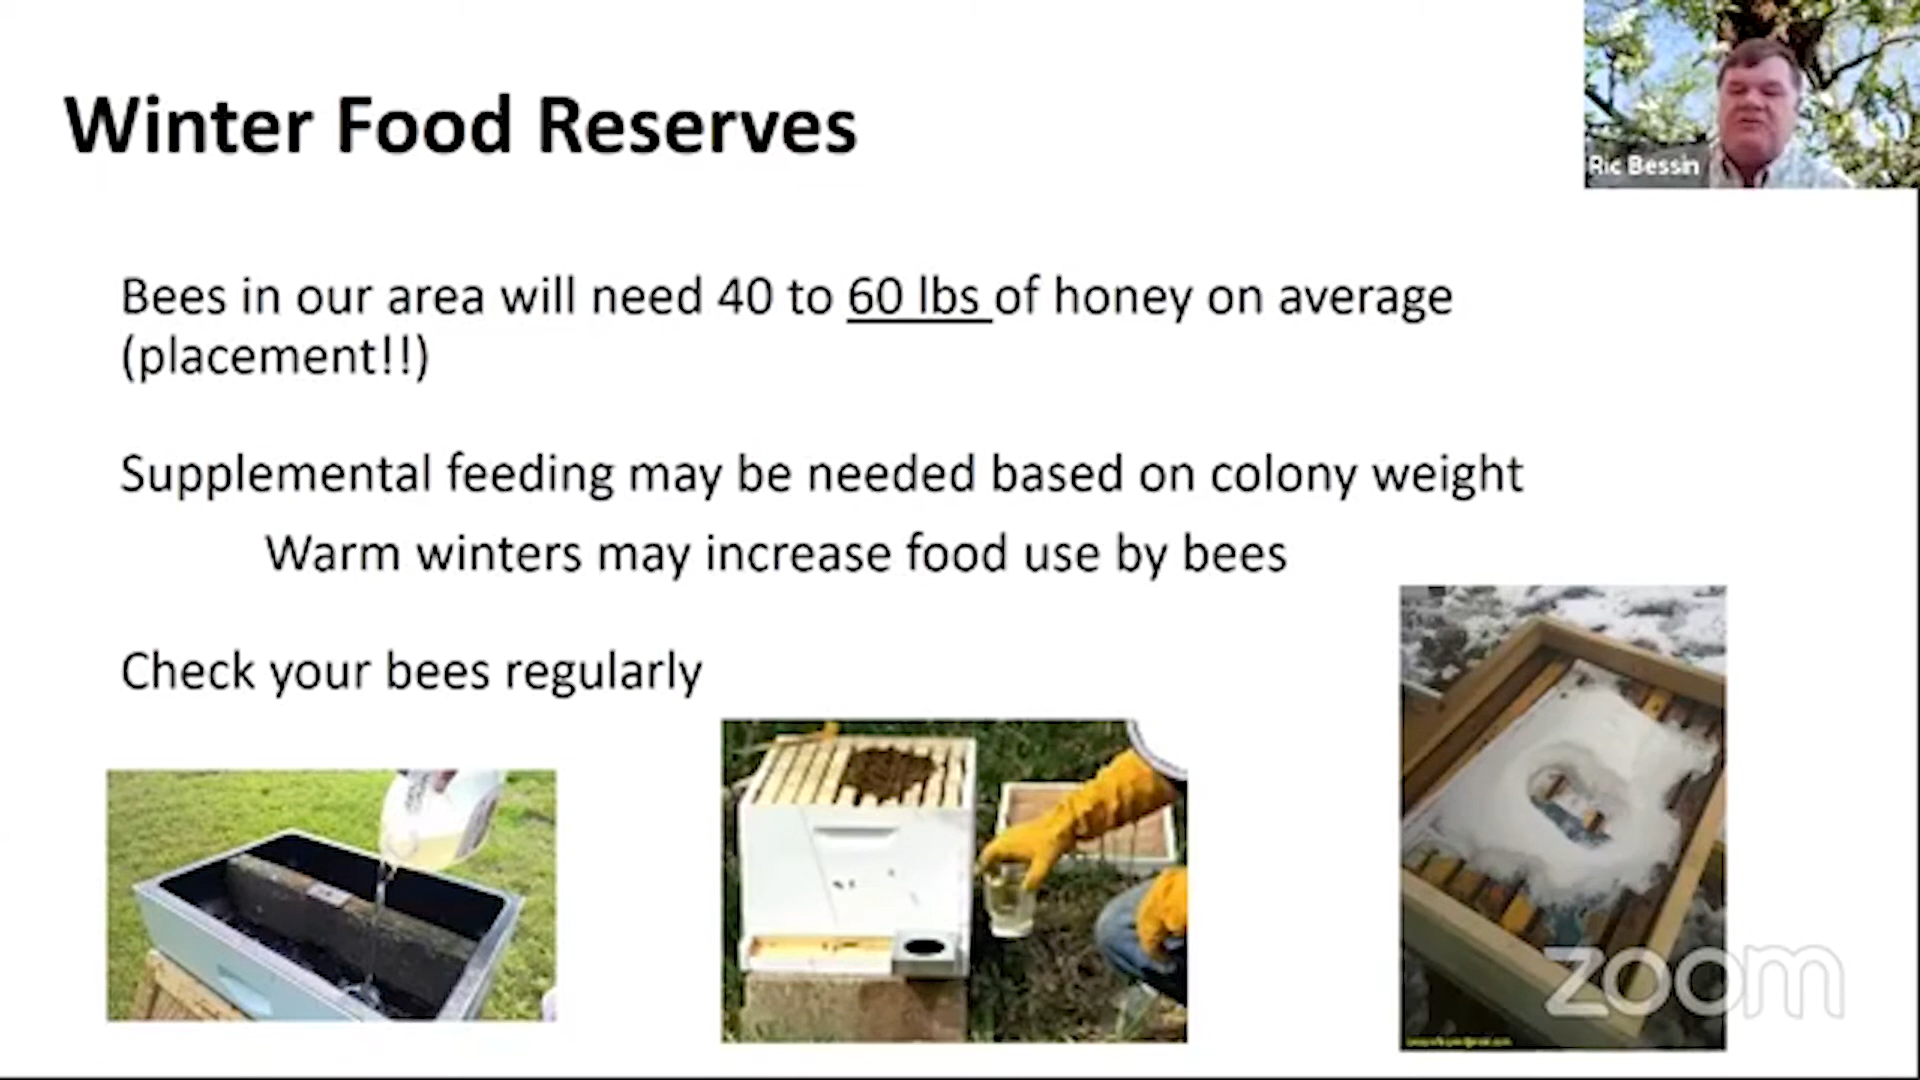 Winter Food Reserves
Ric Bessin
Bees in our area will need 40 to 60 lbs of honey on average
(placement!!)
Supplemental feeding may be needed based on colony weight
Warm winters may increase food use by bees
Check your bees regularly
zoom